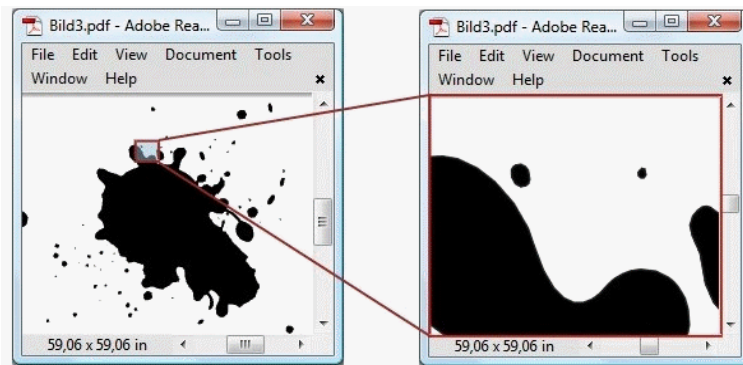 Bild3.pdf - Adobe Rea...
File Edit View Document Tools
Window Help
59,06 x 59,06 in
Bild3.pdf - Adobe Rea...
File Edit View Document Tools
Window Help
59,06 x 59,06 in